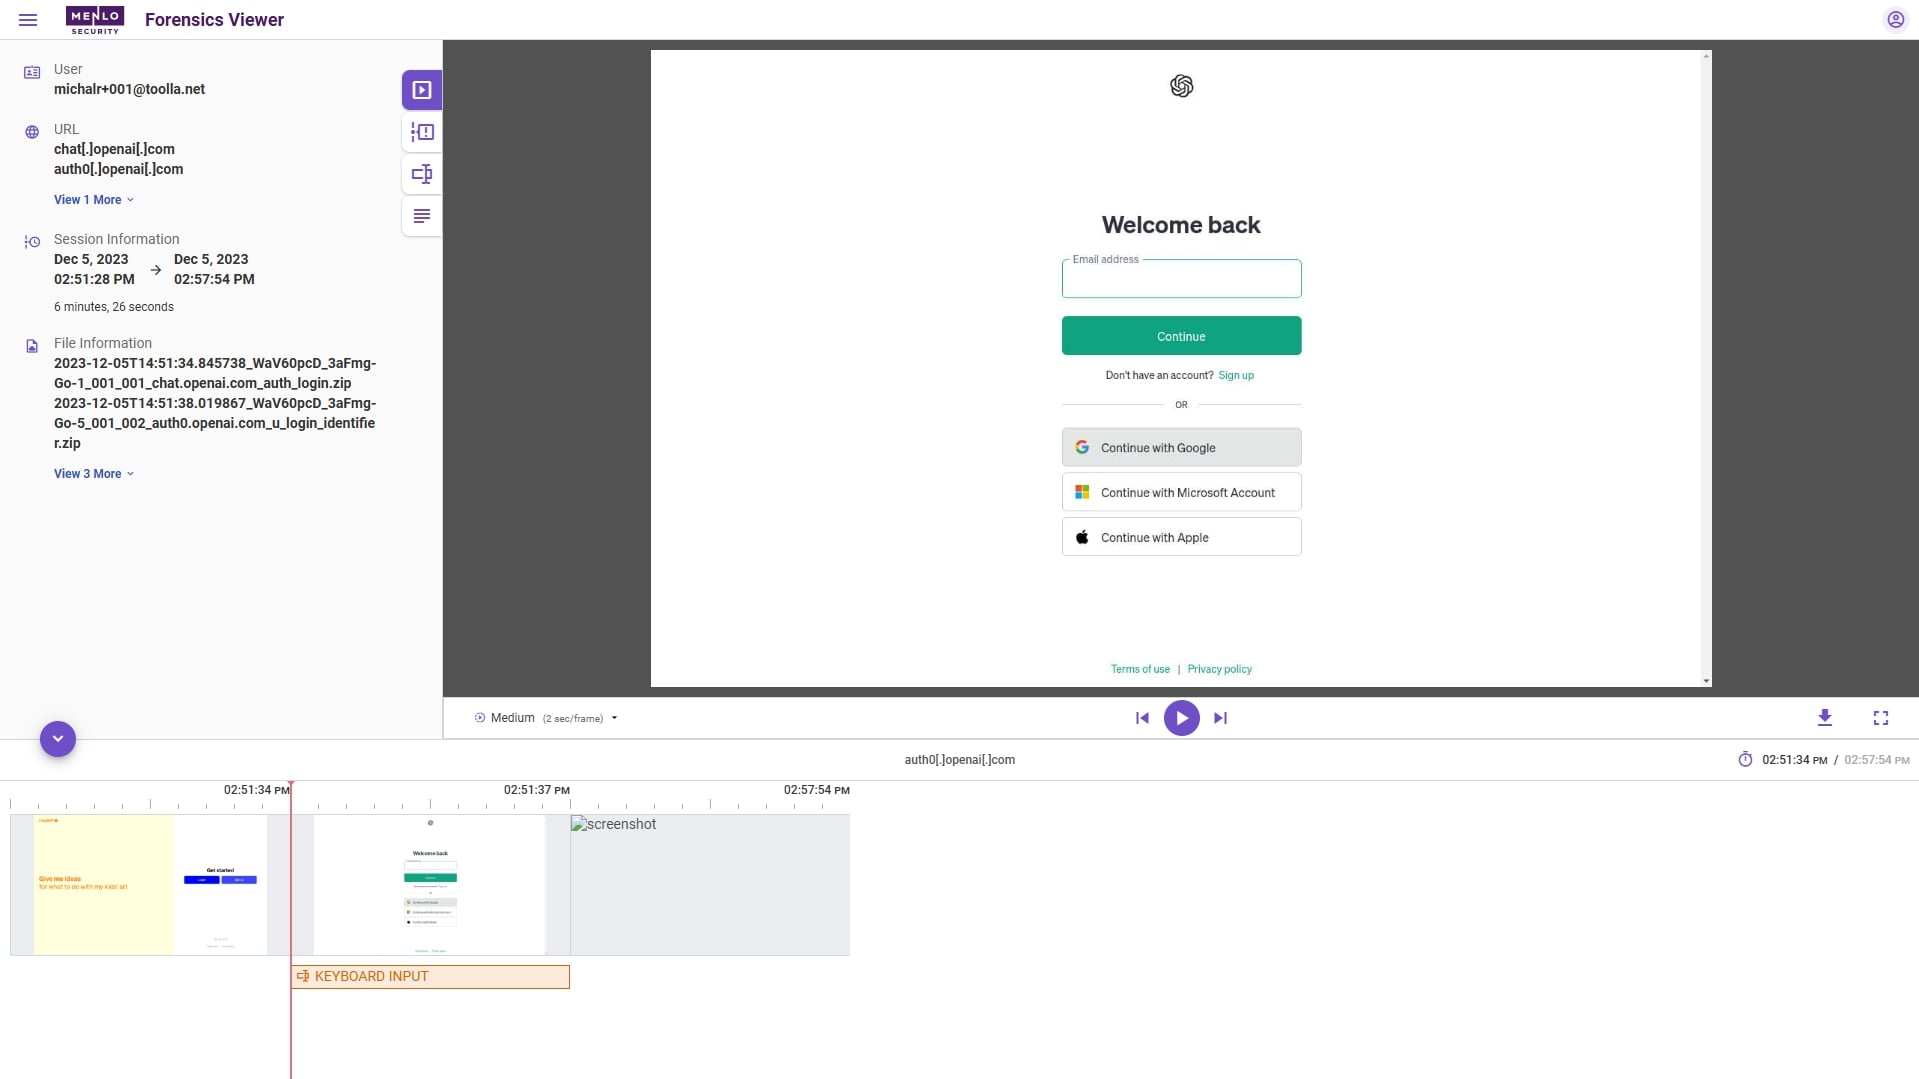 MENLO
SECURITY
Forensics Viewer
User
michalr+001@toolla.net
URL
chat[.]openai[.]com
auth0[.]openai[.]com
View 1 More
Session Information
Dec 5, 2023
02:51:28 PM
Dec 5, 2023
02:57:54 PM
6 minutes, 26 seconds
File Information
2023-12-05T14:51:34.845738_WaV60pcD_3aFmg-
Go-1_001_001_chat.openai.com_auth_login.zip
2023-12-05T14:51:38.019867_WaV60pcD_3aFmg-
Go-5_001_002_auth0.openai.com_u_login_identifie
r.zip
View 3 More
Welcome back
Email address
Continue
Don't have an account? Sign up
OR
Continue with Google
Continue with Microsoft Account
Continue with Apple
Terms of use | Privacy policy
Medium (2 sec/frame)
auth0[.]openai[.]com
02:51:34 PM / 02:57:54 PM
02:51:34 PM
02:51:37 PM
02:57:54 PM
ChatGPT
Give me ideas
for what to do with my kids' art
Get started
Welcome back
screenshot
KEYBOARD INPUT